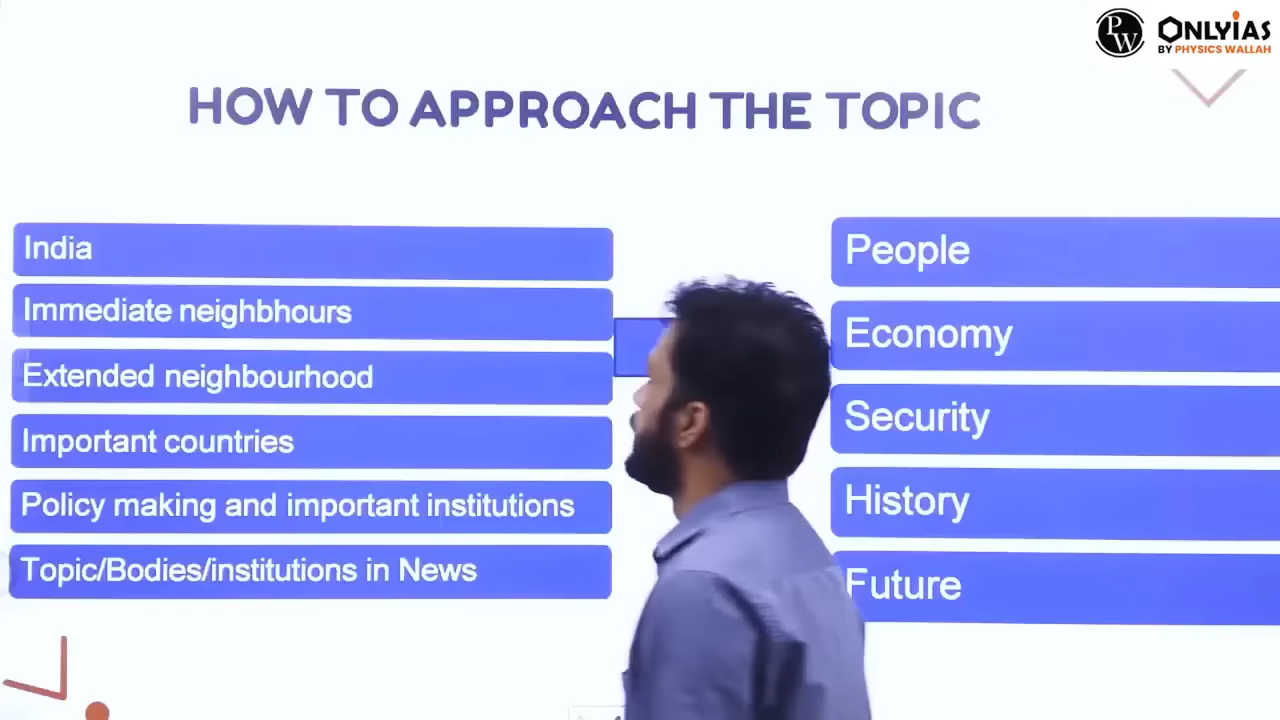 PW
ONLYIAS
BY PHYSICS WALLAH
HOW TO APPROACH THE TOPIC
India
Immediate neighbhours
Extended neighbourhood
Important countries
Policy making and important institutions
Topic/Bodies/institutions in News
People
Economy
Security
History
Future